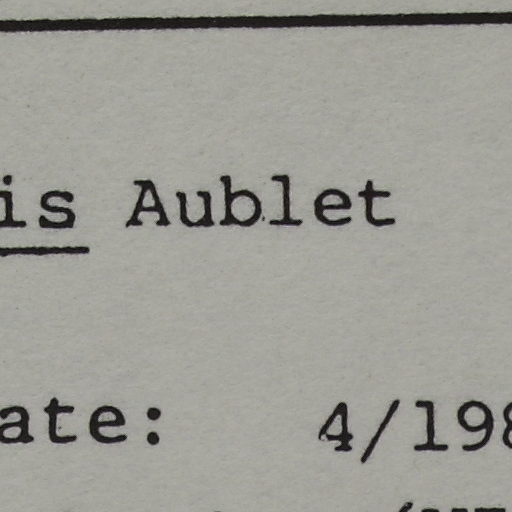 is Aublet
ate: 4/198